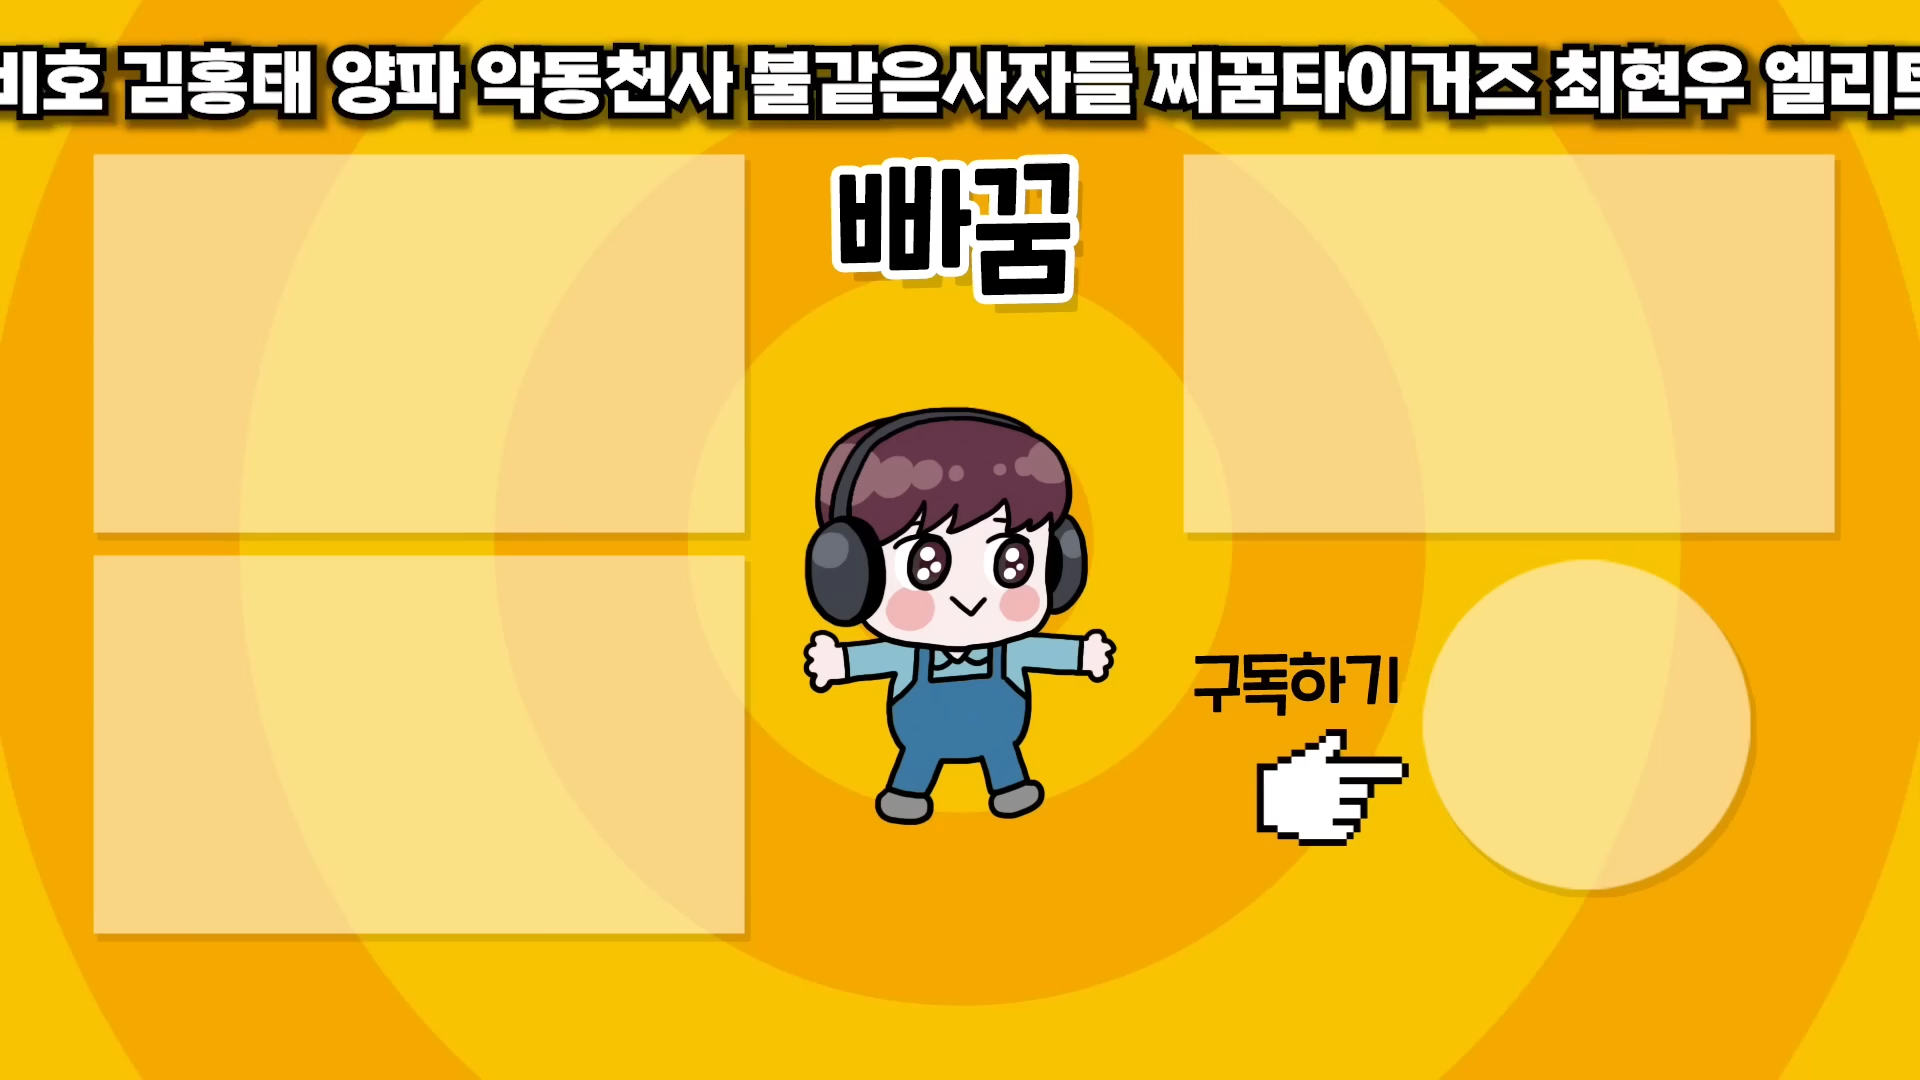 비호 김홍태 양파 악동천사 불같은사자들 찌꿈타이거즈 최현우 엘리트
빠꿈
구독하기